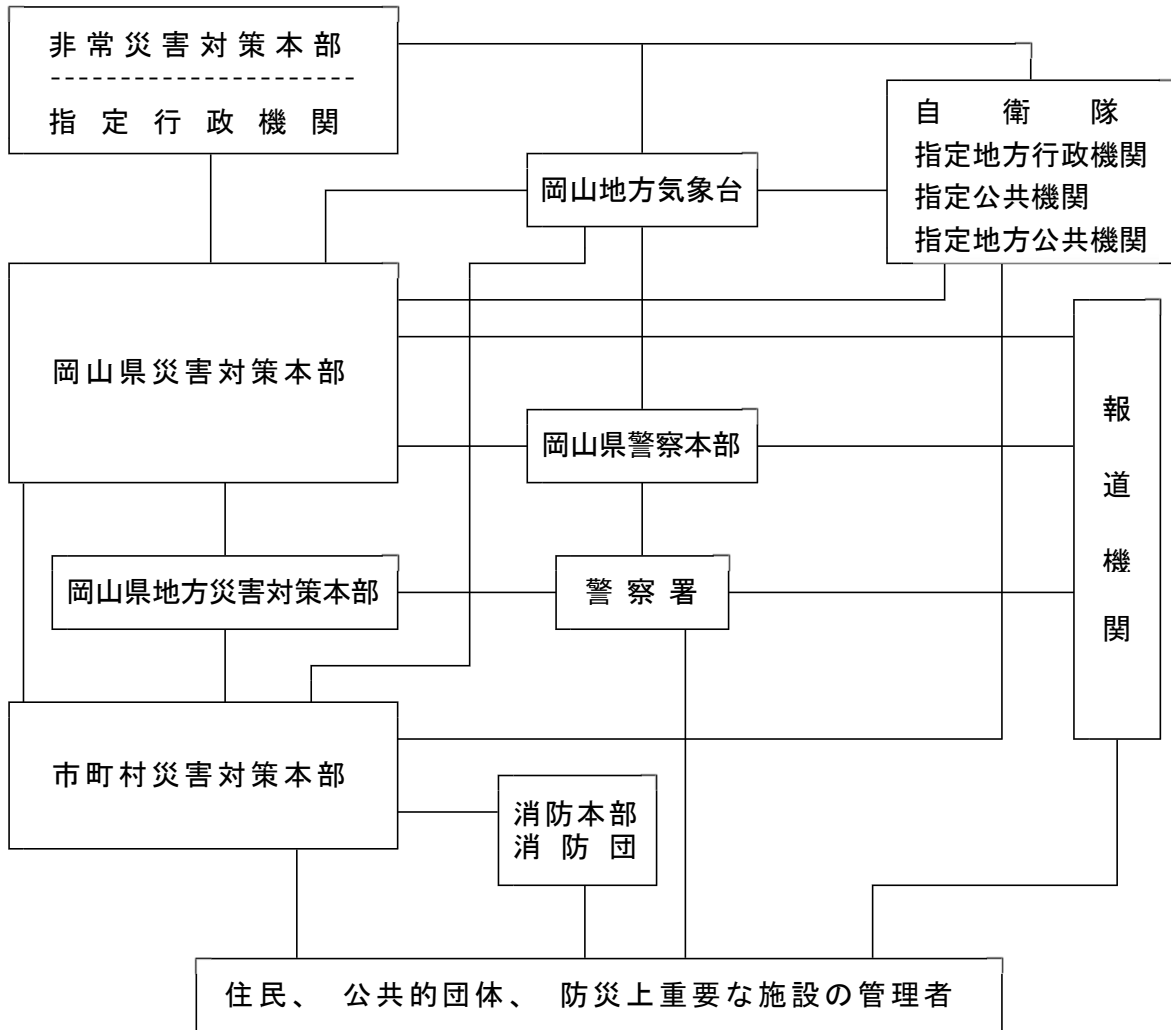 非常災害対策本部
指定行政機関
自衛隊
指定地方行政機関
指定公共機関
指定地方公共機関
岡山地方気象台
岡山県災害対策本部
報道機関
岡山県警察本部
岡山県地方災害対策本部
警察署
市町村災害対策本部
消防本部
消防団
住民、 公共的団体、 防災上重要な施設の管理者